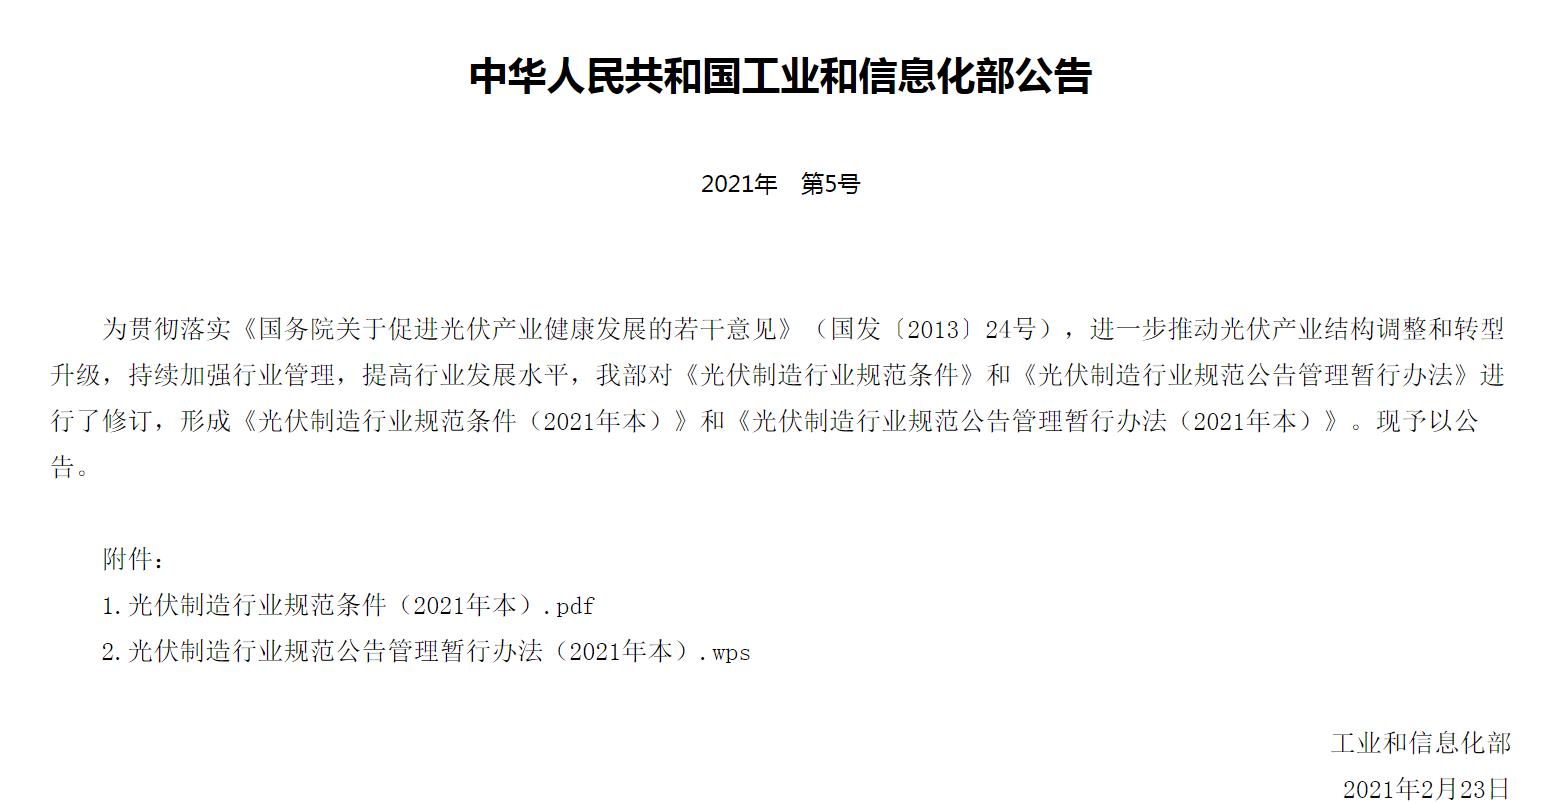 中华人民共和国工业和信息化部公告
2021年　第5号
为贯彻落实《国务院关于促进光伏产业健康发展的若干意见》（国发〔2013〕24号），进一步推动光伏产业结构调整和转型
升级，持续加强行业管理，提高行业发展水平，我部对《光伏制造行业规范条件》和《光伏制造行业规范公告管理暂行办法》进
行了修订，形成《光伏制造行业规范条件（2021年本）》和《光伏制造行业规范公告管理暂行办法（2021年本）》。现予以公
告。
附件：
1.光伏制造行业规范条件（2021年本）.pdf
2.光伏制造行业规范公告管理暂行办法（2021年本）.wps
工业和信息化部
2021年2月23日